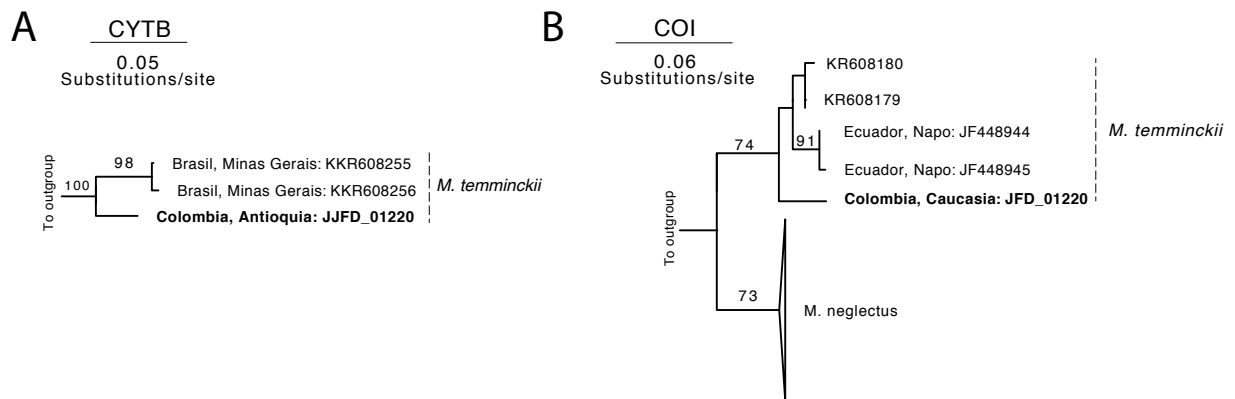 A
CYTB
0.05
Substitutions/site
To outgroup
100
98
Brasil, Minas Gerais: KKR608255
Brasil, Minas Gerais: KKR608256
Colombia, Antioquia: JJFD_01220
M. temminckii
B
COI
0.06
Substitutions/site
To outgroup
74
91
KR608180
KR608179
Ecuador, Napo: JF448944
Ecuador, Napo: JF448945
Colombia, Caucasia: JFD_01220
M. temminckii
73
M. neglectus